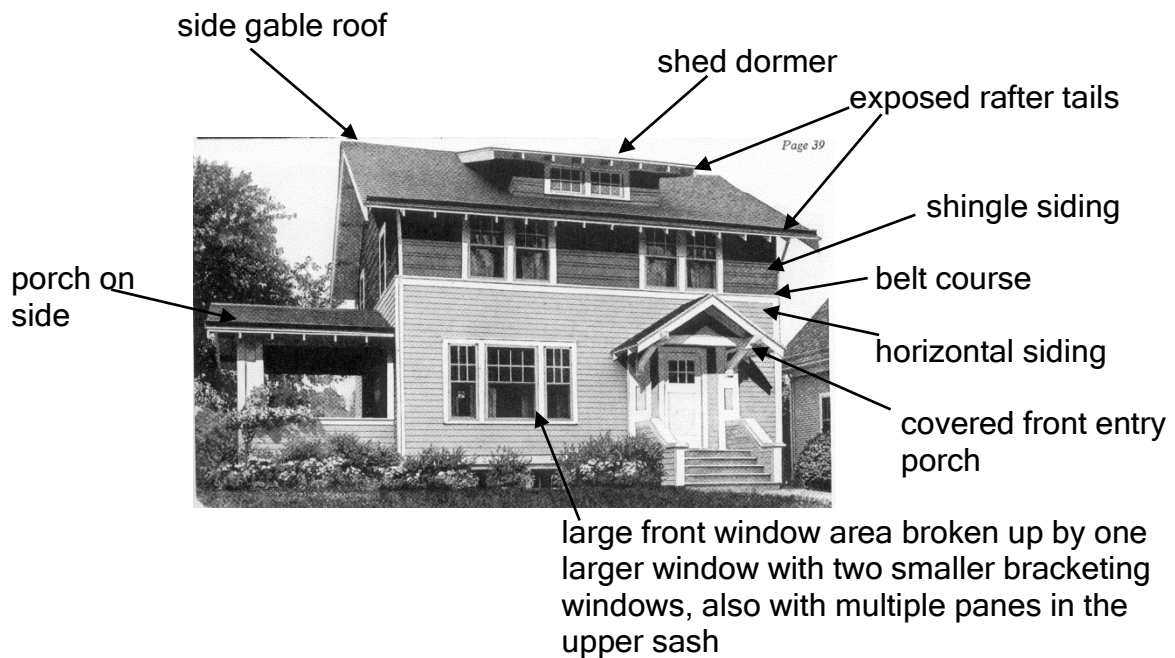 side gable roof
shed dormer
exposed rafter tails
Page 39
shingle siding
belt course
porch on
side
horizontal siding
covered front entry
porch
large front window area broken up by one
larger window with two smaller bracketing
windows, also with multiple panes in the
upper sash